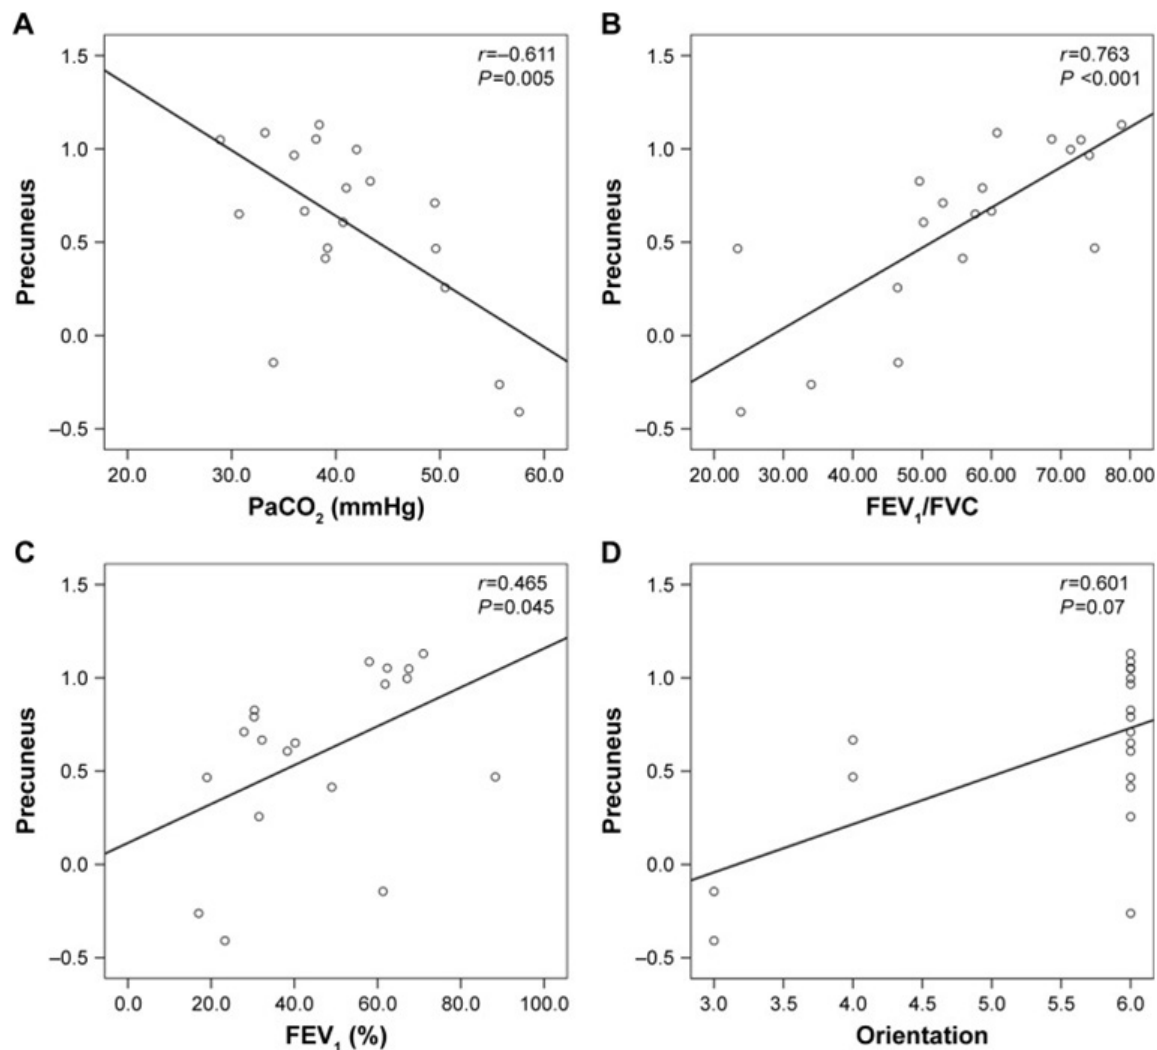 A
r=–0.611
P=0.005
1.5
1.0
0.5
0.0
–0.5
Precuneus
20.0 30.0 40.0 50.0 60.0
PaCO₂ (mmHg)
B
r=0.763
P <0.001
1.5
1.0
0.5
0.0
–0.5
Precuneus
20.00 30.00 40.00 50.00 60.00 70.00 80.00
FEV₁/FVC
C
r=0.465
P=0.045
1.5
1.0
0.5
0.0
–0.5
Precuneus
0.0 20.0 40.0 60.0 80.0 100.0
FEV₁ (%)
D
r=0.601
P=0.07
1.5
1.0
0.5
0.0
–0.5
Precuneus
3.0 3.5 4.0 4.5 5.0 5.5 6.0
Orientation